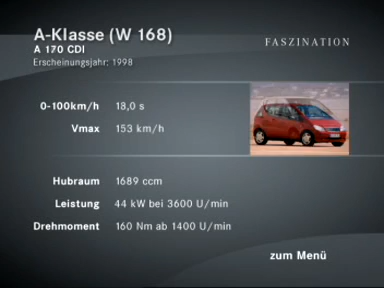 A-Klasse (W 168)
A 170 CDI
Erscheinungsjahr: 1998
FASZINATION
0-100km/h 18,0 s
Vmax 153 km/h
Hubraum 1689 ccm
Leistung 44 kW bei 3600 U/min
Drehmoment 160 Nm ab 1400 U/min
zum Menü